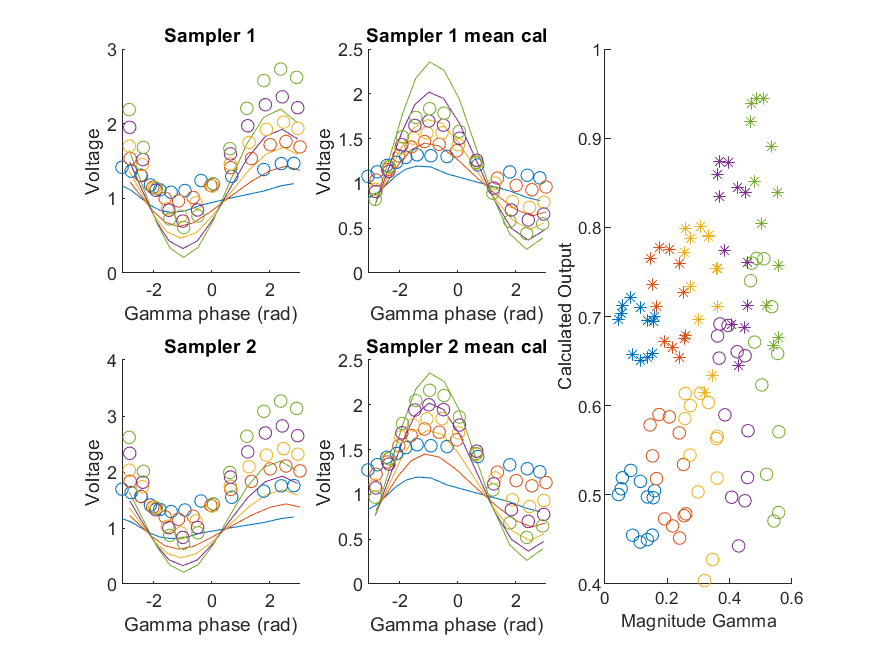 Sampler 1
3
2
1
0
Voltage
-2 0 2
Gamma phase (rad)
Sampler 1 mean cal
2.5
2
1.5
1
0.5
0
Voltage
-2 0 2
Gamma phase (rad)
Sampler 2
4
3
2
1
0
Voltage
-2 0 2
Gamma phase (rad)
Sampler 2 mean cal
2.5
2
1.5
1
0.5
0
Voltage
-2 0 2
Gamma phase (rad)
1
0.9
0.8
0.7
0.6
0.5
0.4
Calculated Output
0 0.2 0.4 0.6
Magnitude Gamma